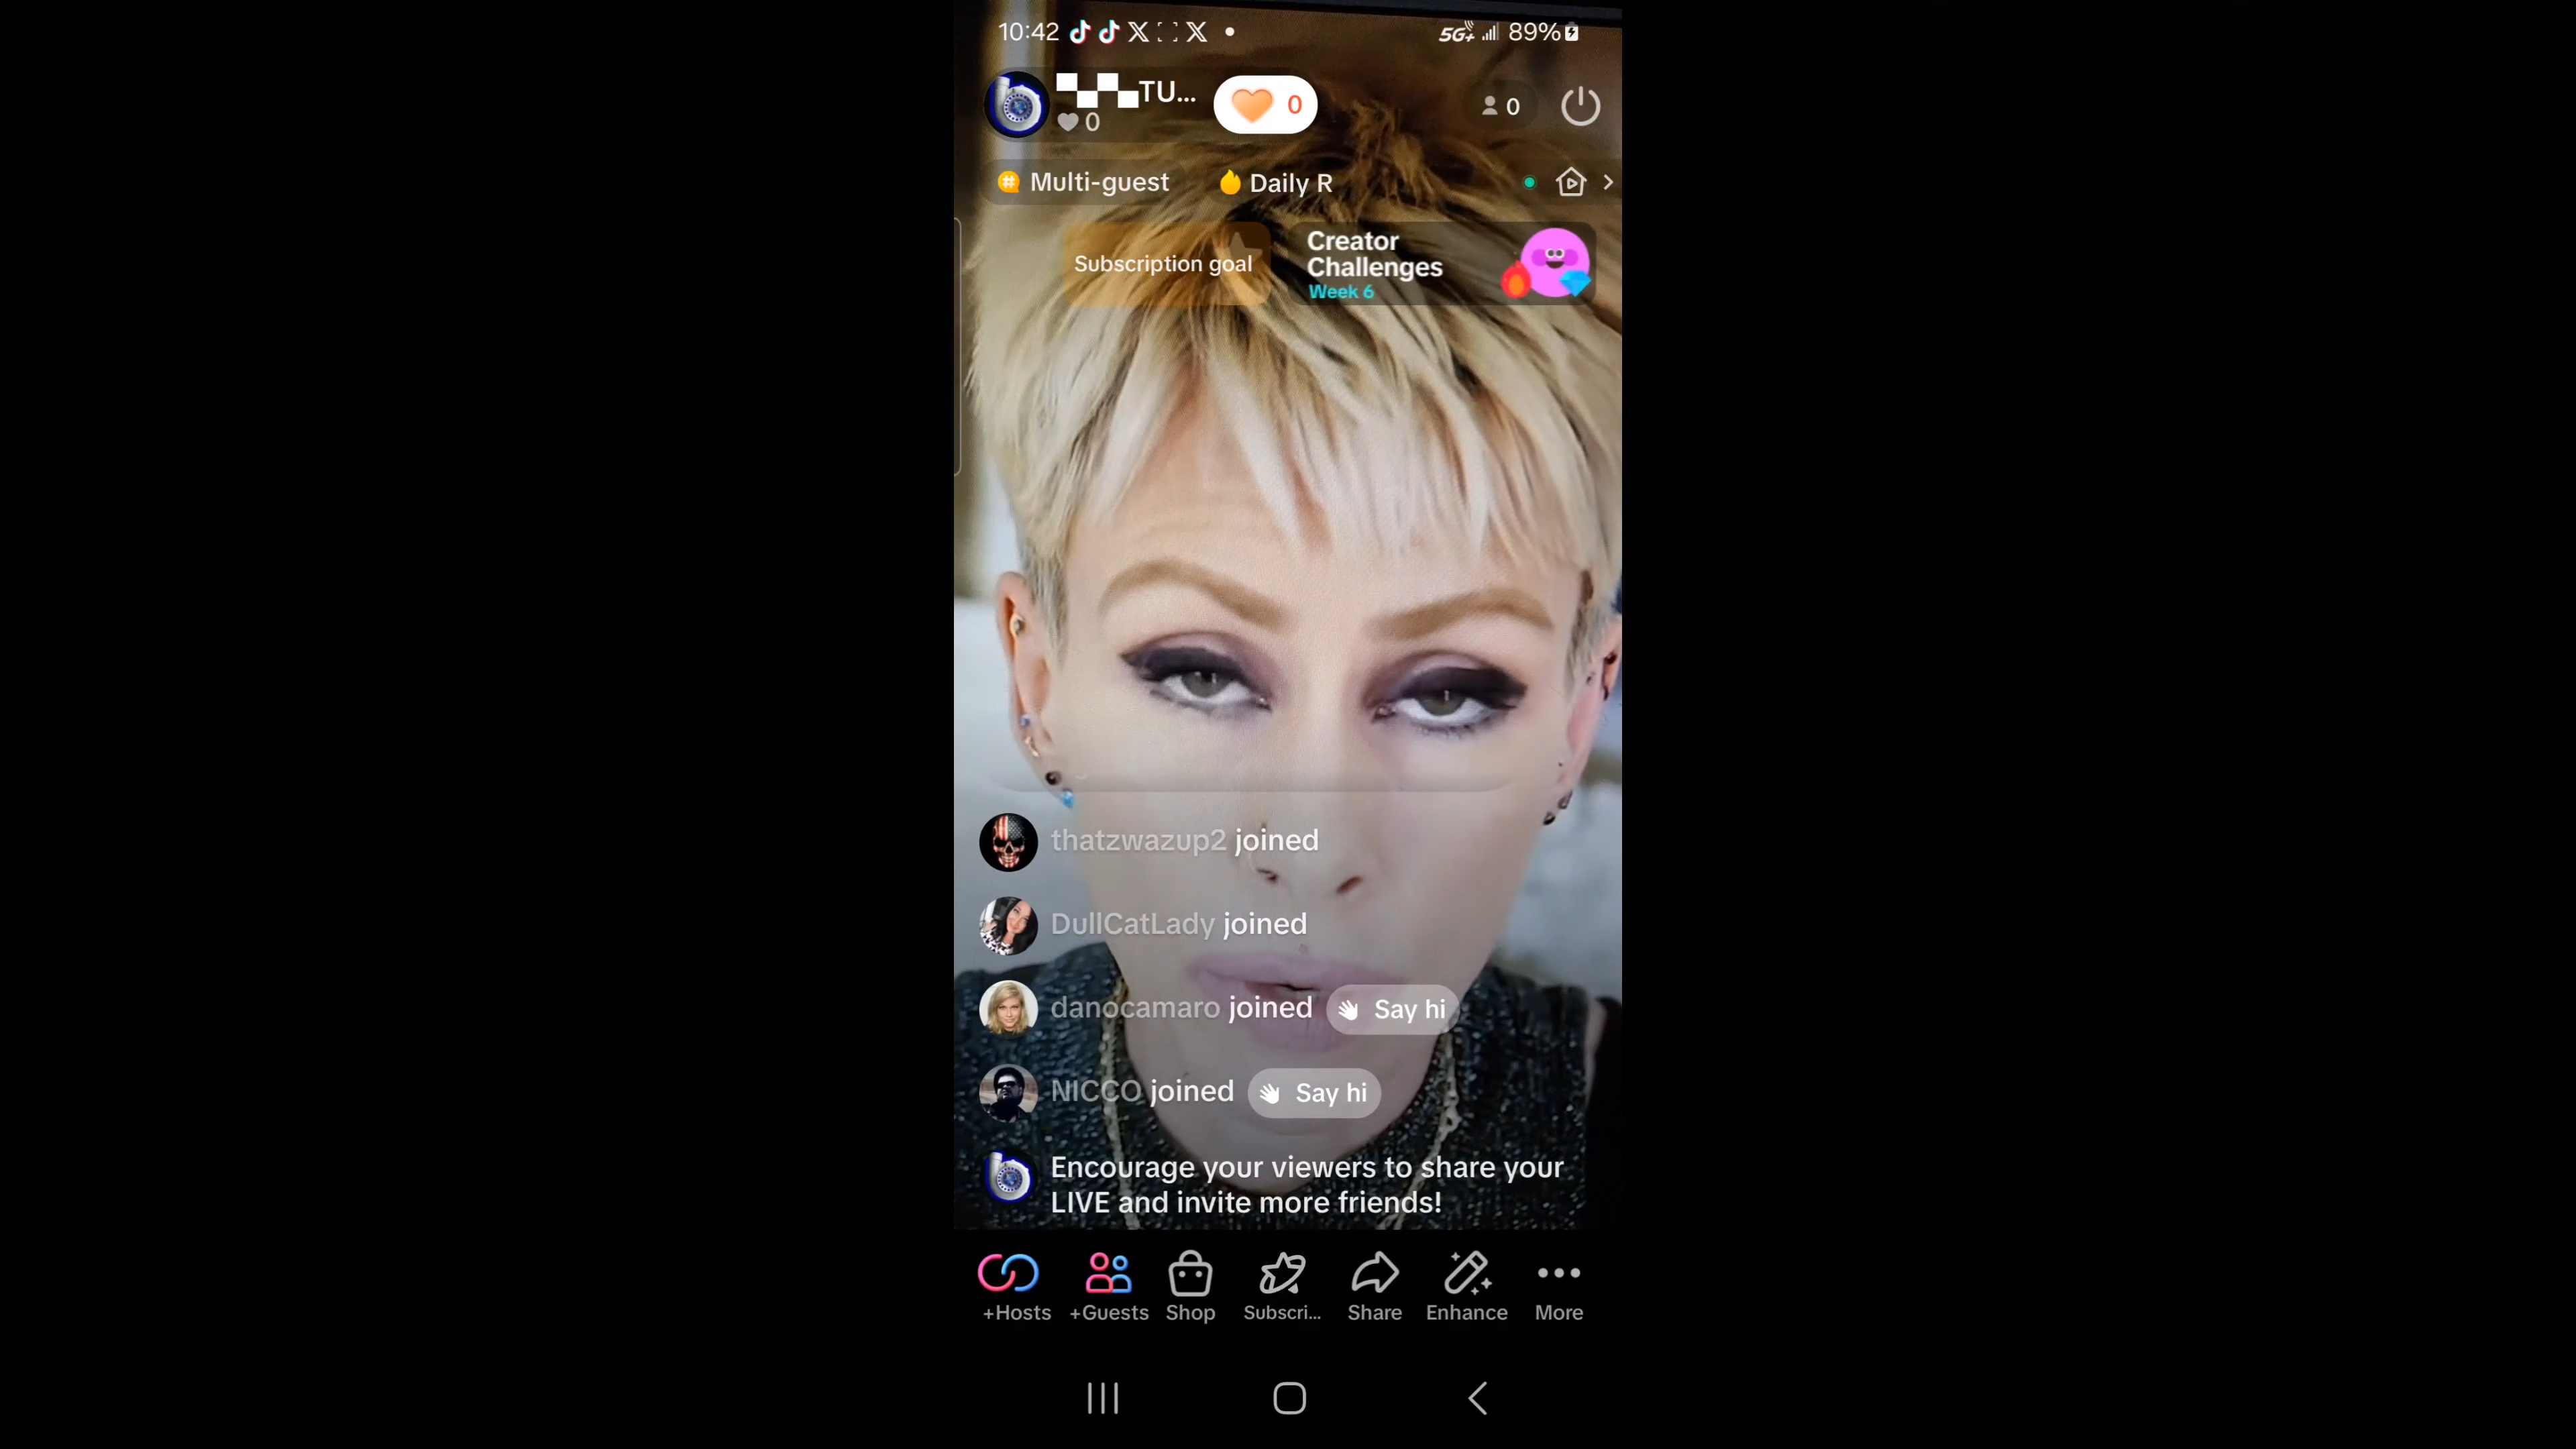 10:42 5G+ 89%
TU... 0 0
0
Multi-guest Daily R
Subscription goal
Creator
Challenges
Week 6
thatzwazup2 joined
DullCatLady joined
danocamaro joined Say hi
NICCO joined Say hi
Encourage your viewers to share your
LIVE and invite more friends!
+Hosts +Guests Shop Subscri... Share Enhance More